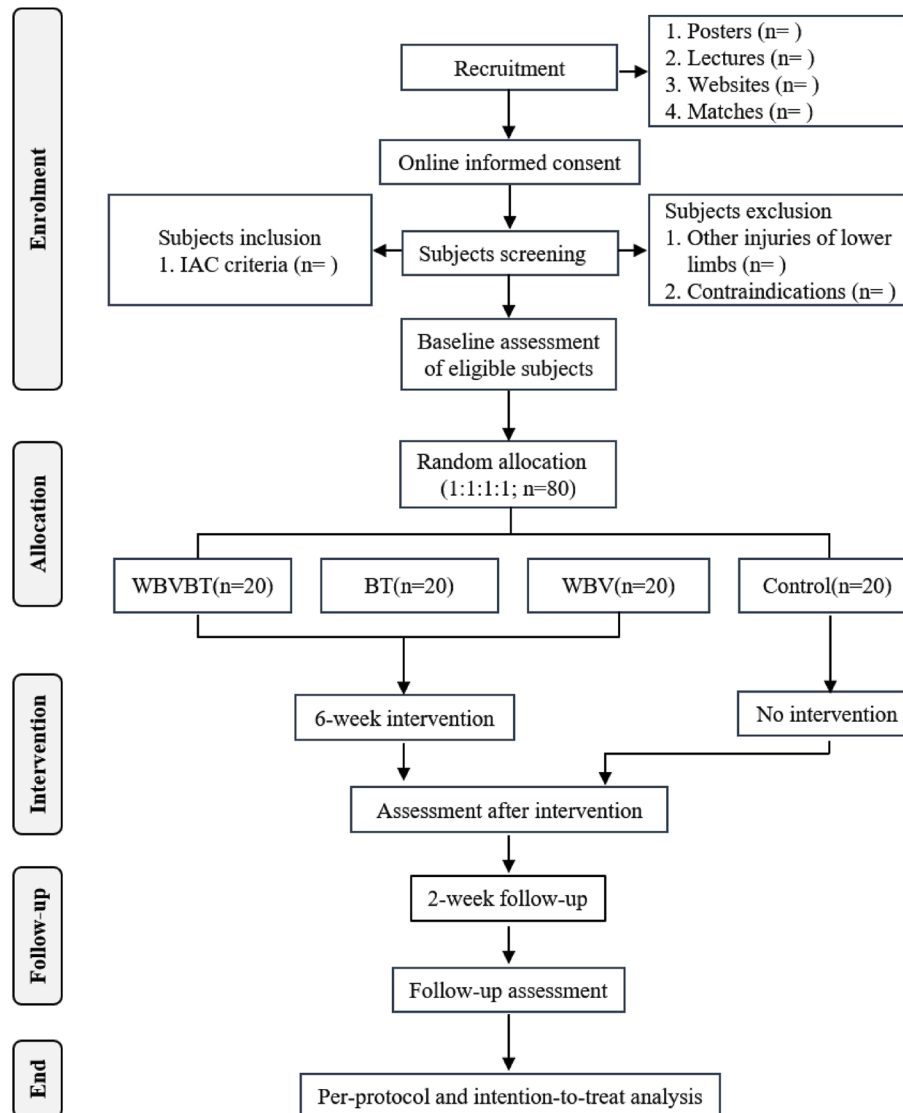 Enrolment
Recruitment
1. Posters (n= )
2. Lectures (n= )
3. Websites (n= )
4. Matches (n= )
Online informed consent
Subjects inclusion
1. IAC criteria (n= )
Subjects screening
Subjects exclusion
1. Other injuries of lower
limbs (n= )
2. Contraindications (n= )
Baseline assessment
of eligible subjects
Allocation
Random allocation
(1:1:1:1; n=80)
WBVBT(n=20)
BT(n=20)
WBV(n=20)
Control(n=20)
Intervention
6-week intervention
No intervention
Assessment after intervention
Follow-up
2-week follow-up
Follow-up assessment
End
Per-protocol and intention-to-treat analysis